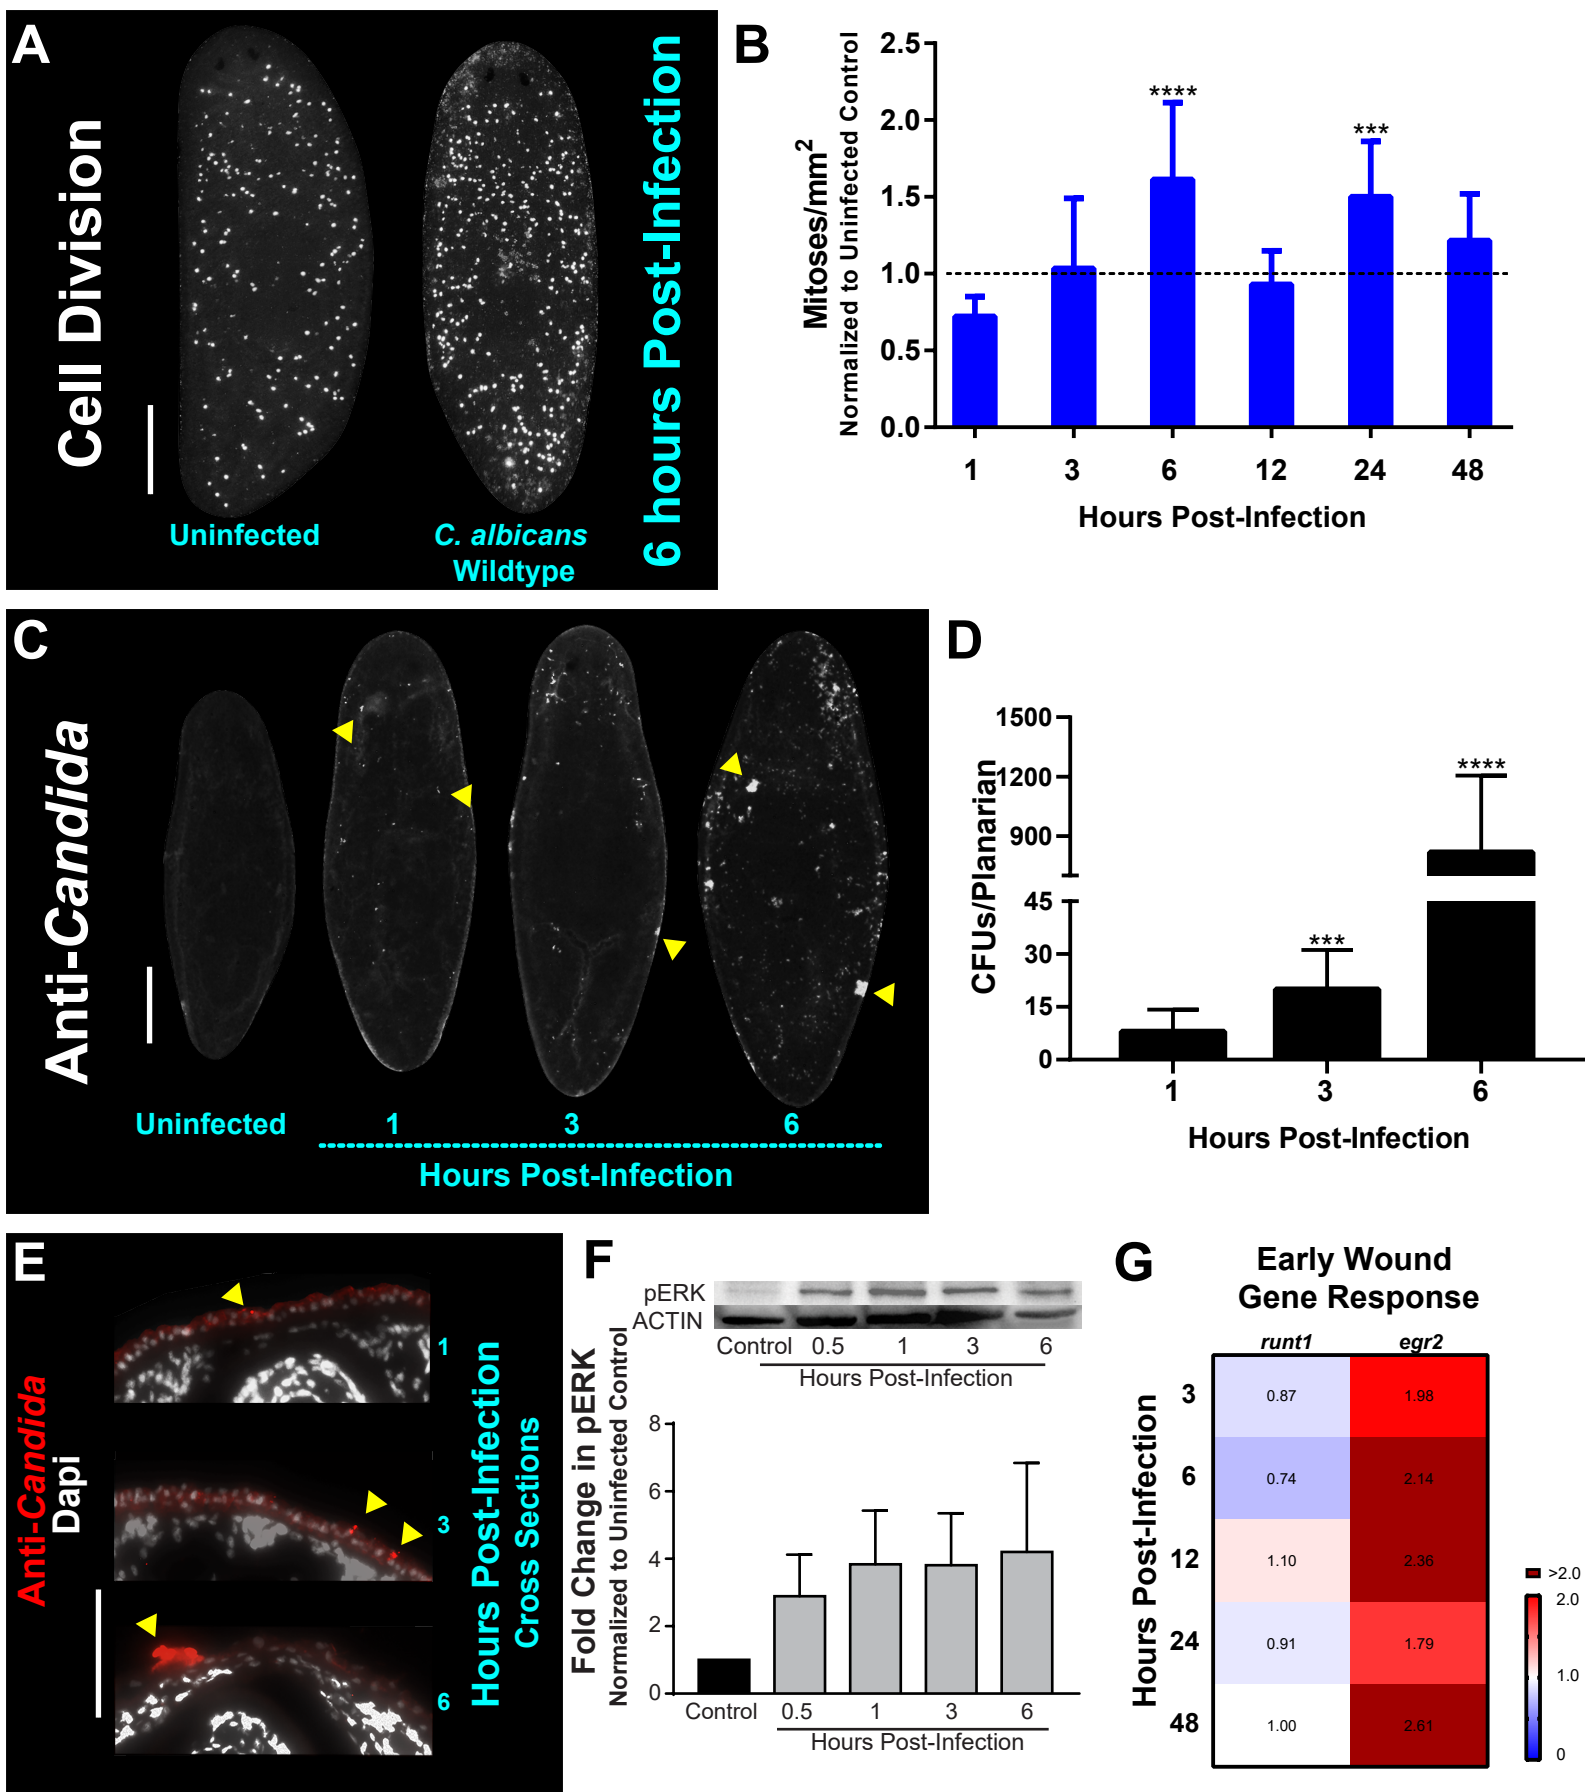 A
Cell Division
Uninfected
C. albicans
Wildtype
6 hours Post-Infection
B
Mitoses/mm2
Normalized to Uninfected Control
2.5
2.0
1.5
1.0
0.5
0.0
****
***
1 3 6 12 24 48
Hours Post-Infection
C
Anti-Candida
Uninfected
1 3 6
Hours Post-Infection
D
CFUs/Planarian
1500
1200
900
45
30
15
0
***
****
1 3 6
Hours Post-Infection
E
Anti-Candida
Dapi
1
3
6
Hours Post-Infection
Cross Sections
F
pERK
ACTIN
Control 0.5 1 3 6
Hours Post-Infection
Fold Change in pERK
Normalized to Uninfected Control
8
6
4
2
0
Control 0.5 1 3 6
Hours Post-Infection
G
Early Wound
Gene Response
runt1 egr2
Hours Post-Infection
3 0.87 1.98
6 0.74 2.14
12 1.10 2.36
24 0.91 1.79
48 1.00 2.61
>2.0
2.0
1.0
0